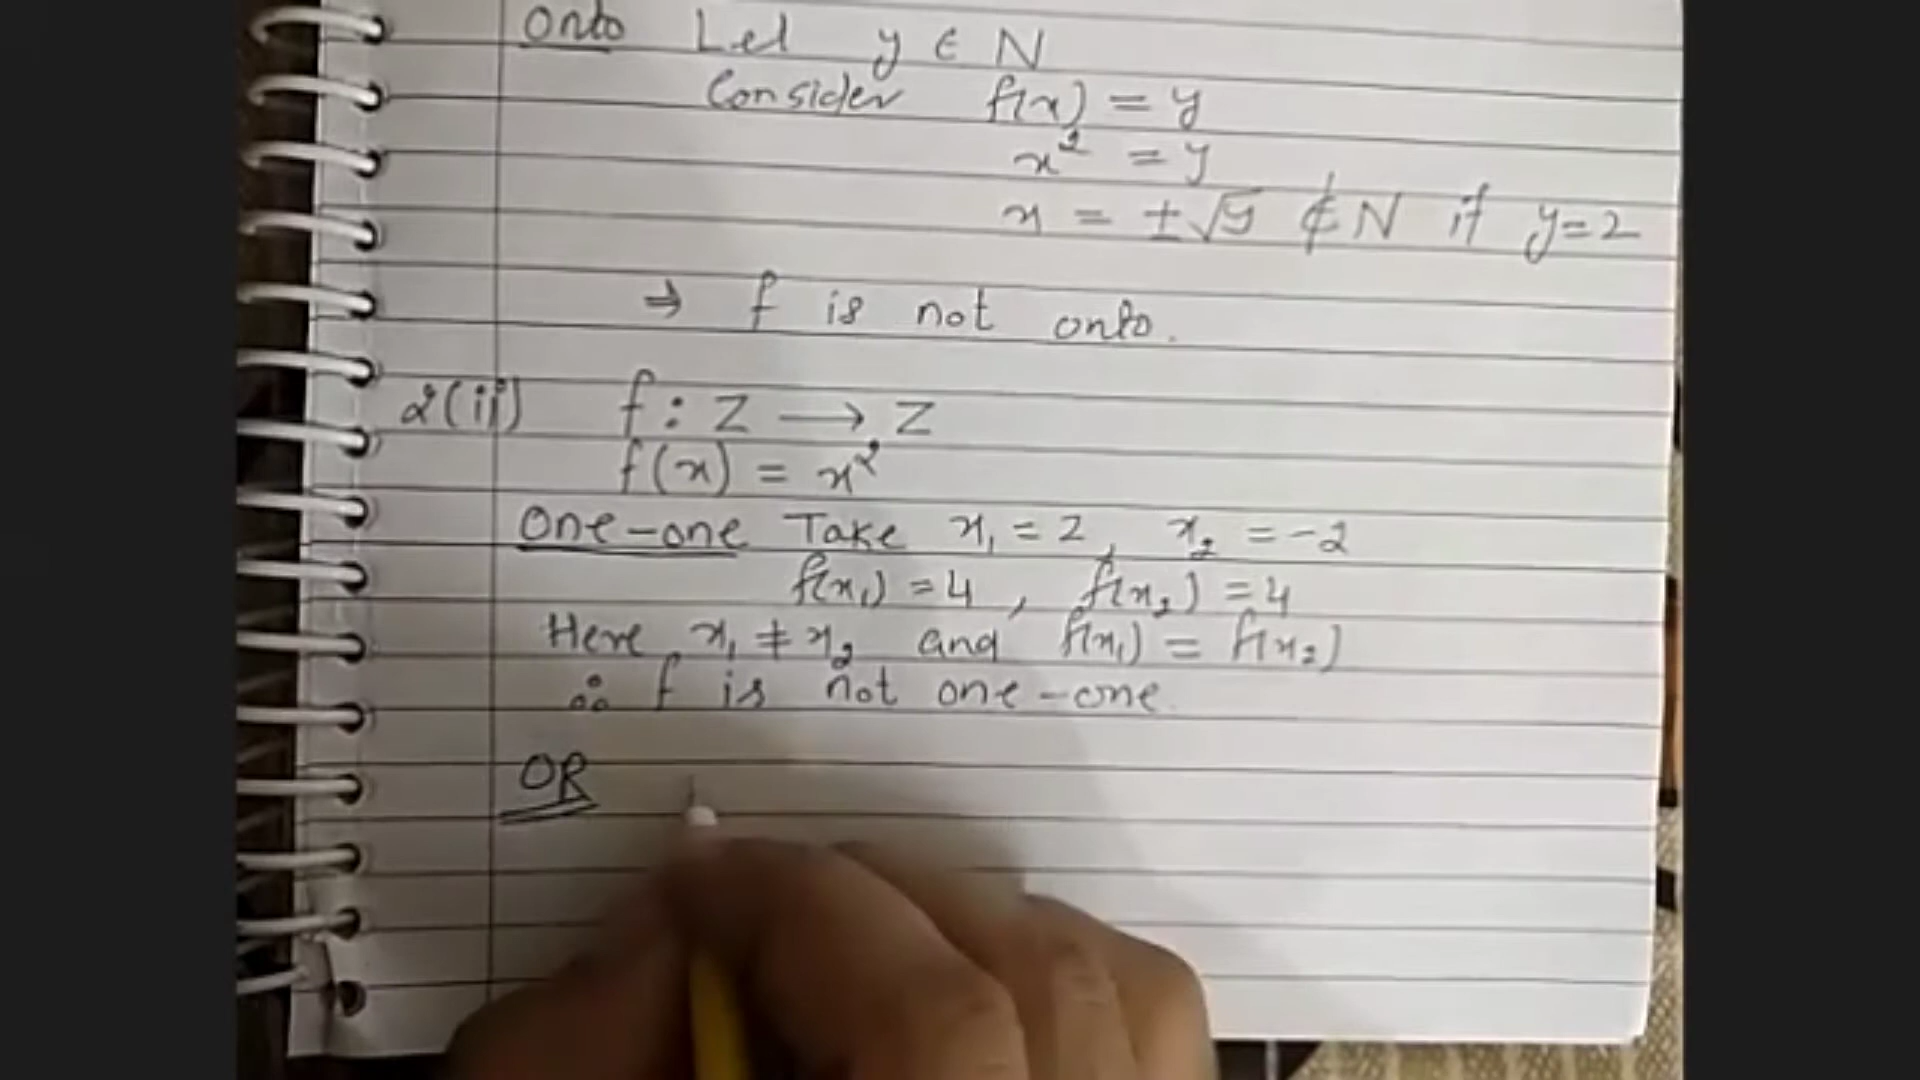 Onto Let y ∈ N
Consider f(x) = y
x² = y
x = ±√y ∉ N if y=2
⇒ f is not onto.
2(ii) f : Z → Z
f(x) = x²
One-one Take x₁ = 2, x₂ = -2
f(x₁) = 4, f(x₂) = 4
Here x₁ ≠ x₂ and f(x₁) = f(x₂)
∴ f is not one-one.
OR